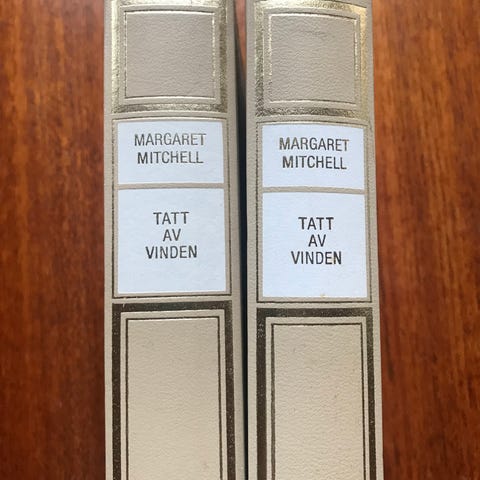 MARGARET
MITCHELL
TATT
AV
VINDEN
MARGARET
MITCHELL
TATT
AV
VINDEN